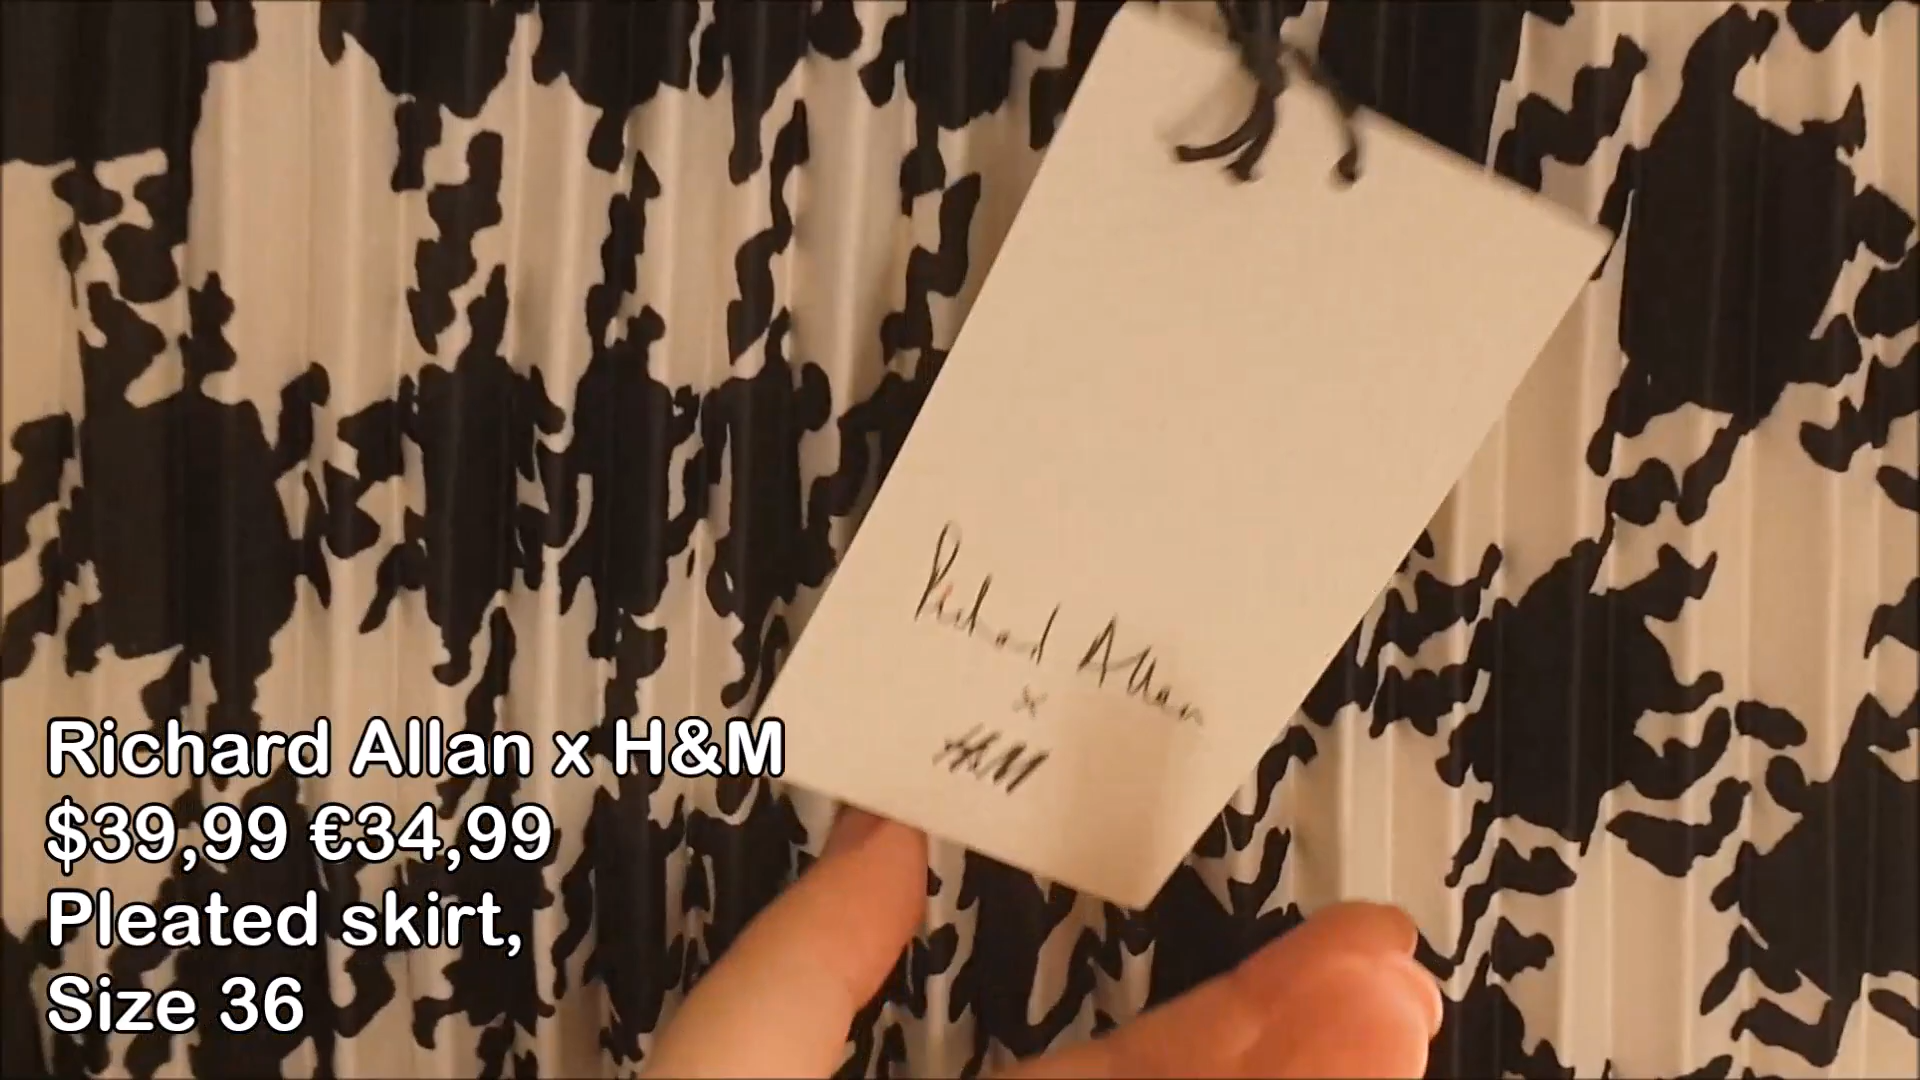 Richard Allan
x
H&M
Richard Allan x H&M
$39,99 €34,99
Pleated skirt,
Size 36